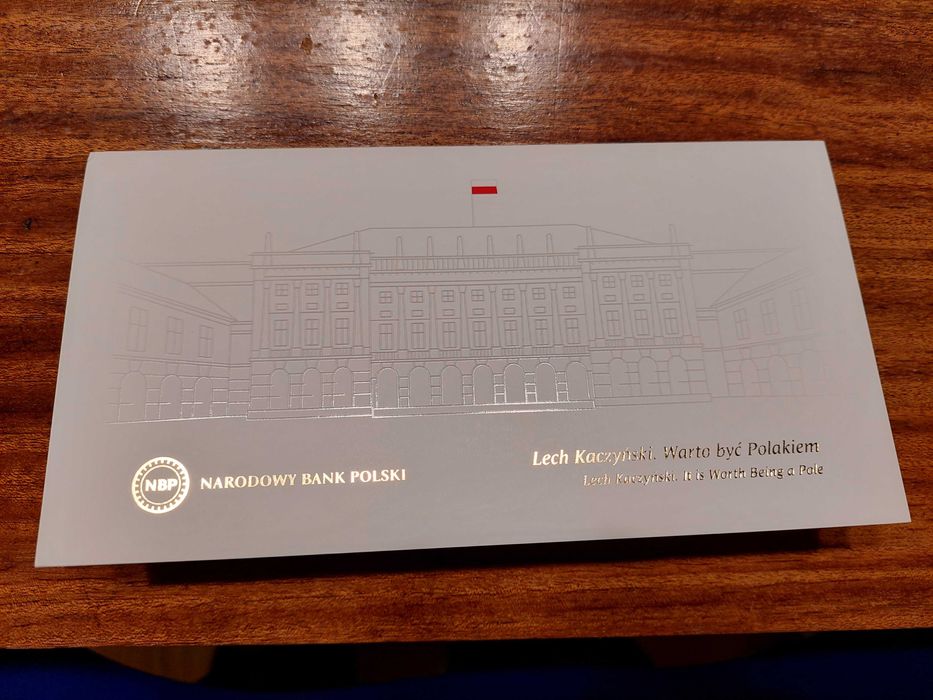 Lech Kaczyński. Warto być Polakiem
Lech Kaczyński. It is Worth Being a Pole
NBP NARODOWY BANK POLSKI